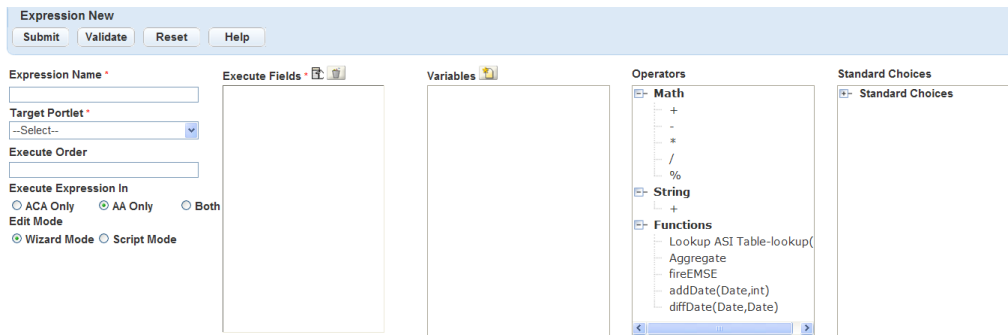 Expression New
Submit Validate Reset Help
Expression Name *
Target Portlet *
--Select--
Execute Order
Execute Expression In
ACA Only AA Only Both
Edit Mode
Wizard Mode Script Mode
Execute Fields *
Variables
Operators
Math
+
-
*
/
%
String
+
Functions
Lookup ASI Table-lookup(
Aggregate
fireEMSE
addDate(Date,int)
diffDate(Date,Date)
Standard Choices
Standard Choices